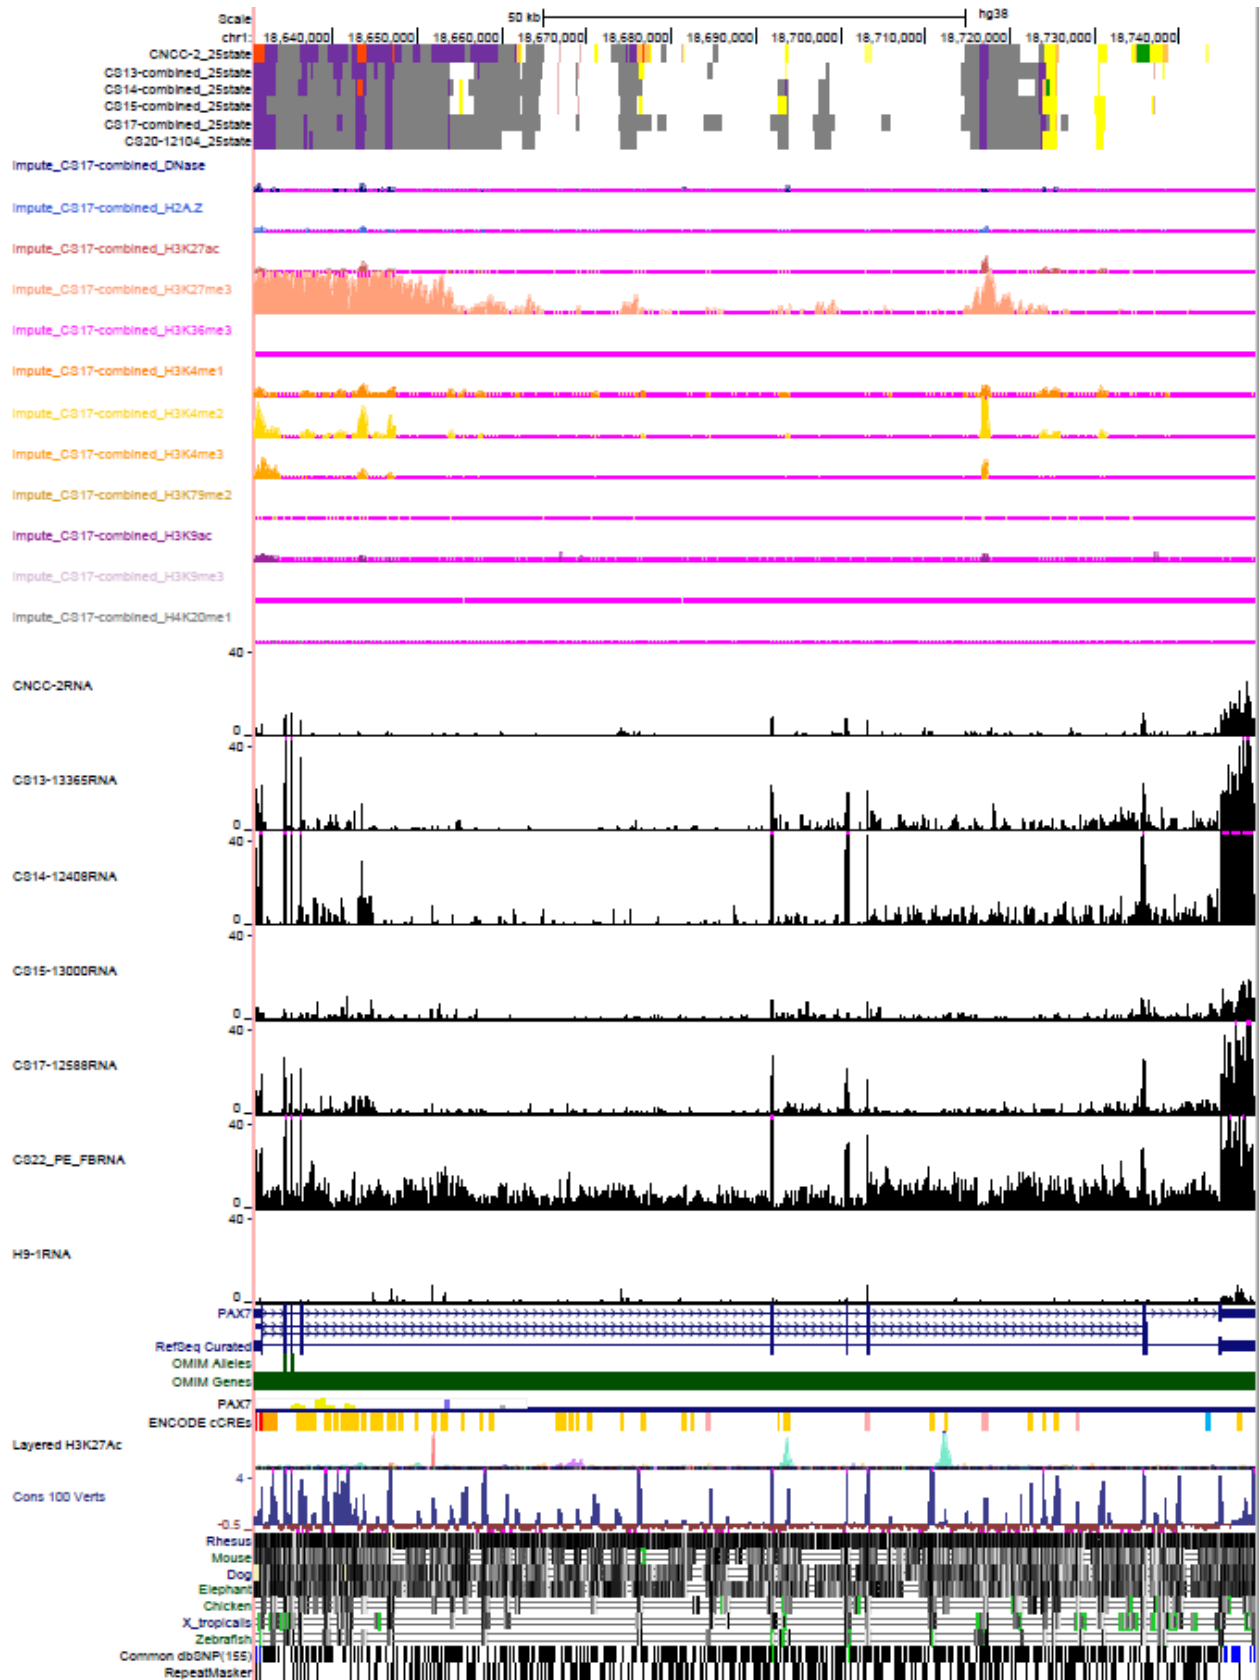 Scale 50 kb hg38
chr1: 18,640,000 18,650,000 18,660,000 18,670,000 18,680,000 18,690,000 18,700,000 18,710,000 18,720,000 18,730,000 18,740,000
CNCC-2_25state
CS13-combined_25state
CS14-combined_25state
CS15-combined_25state
CS17-combined_25state
CS20-12104_25state
Impute_CS17-combined_DNase
Impute_CS17-combined_H2A.Z
Impute_CS17-combined_H3K27ac
Impute_CS17-combined_H3K27me3
Impute_CS17-combined_H3K36me3
Impute_CS17-combined_H3K4me1
Impute_CS17-combined_H3K4me2
Impute_CS17-combined_H3K4me3
Impute_CS17-combined_H3K79me2
Impute_CS17-combined_H3K9ac
Impute_CS17-combined_H3K9me3
Impute_CS17-combined_H4K20me1
40 -
CNCC-2RNA
0 _
40 -
CS13-13365RNA
0 _
40 -
CS14-12408RNA
0 _
40 -
CS15-13000RNA
0 _
40 -
CS17-12588RNA
0 _
40 -
CS22_PE_FBRNA
0 _
40 -
H9-1RNA
0 _
PAX7
RefSeq Curated
OMIM Alleles
OMIM Genes
PAX7
ENCODE cCREs
Layered H3K27Ac
4 -
Cons 100 Verts
-0.5 _
Rhesus
Mouse
Dog
Elephant
Chicken
X_tropicalis
Zebrafish
Common dbSNP(155)
RepeatMasker